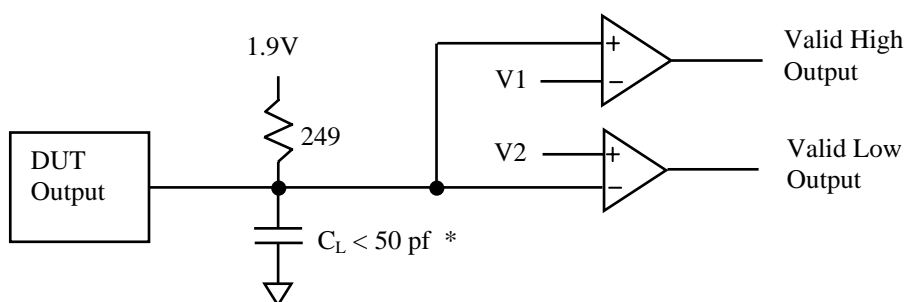 1.9V
249
DUT
Output
C_L < 50 pf *
V1
V2
+
−
+
−
Valid High
Output
Valid Low
Output